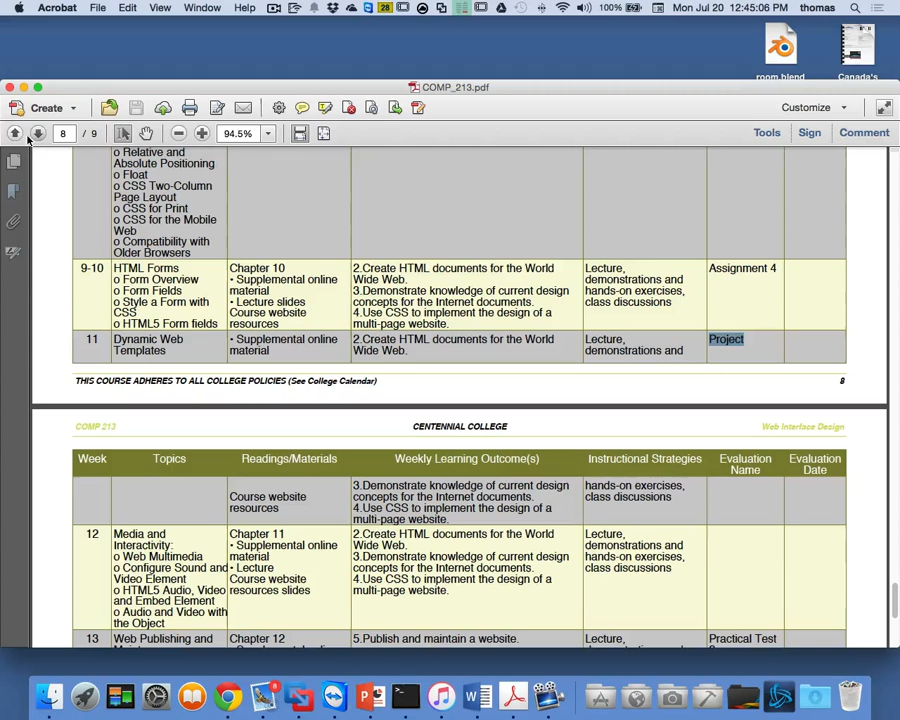 Acrobat File Edit View Window Help 28 100% Mon Jul 20 12:45:06 PM thomas
room.blend Canada's
COMP_213.pdf
Create Customize
8 / 9 94.5% Tools Sign Comment
o Relative and
Absolute Positioning
o Float
o CSS Two-Column
Page Layout
o CSS for Print
o CSS for the Mobile
Web
o Compatibility with
Older Browsers
9-10
HTML Forms
o Form Overview
o Form Fields
o Style a Form with
CSS
o HTML5 Form fields
Chapter 10
• Supplemental online
material
• Lecture slides
Course website
resources
2.Create HTML documents for the World
Wide Web.
3.Demonstrate knowledge of current design
concepts for the Internet documents.
4.Use CSS to implement the design of a
multi-page website.
Lecture,
demonstrations and
hands-on exercises,
class discussions
Assignment 4
11
Dynamic Web
Templates
• Supplemental online
material
2.Create HTML documents for the World
Wide Web.
Lecture,
demonstrations and
Project
THIS COURSE ADHERES TO ALL COLLEGE POLICIES (See College Calendar) 8
COMP 213 CENTENNIAL COLLEGE Web Interface Design
Week
Topics
Readings/Materials
Weekly Learning Outcome(s)
Instructional Strategies
Evaluation
Name
Evaluation
Date
Course website
resources
3.Demonstrate knowledge of current design
concepts for the Internet documents.
4.Use CSS to implement the design of a
multi-page website.
hands-on exercises,
class discussions
12
Media and
Interactivity:
o Web Multimedia
o Configure Sound and
Video Element
o HTML5 Audio, Video
and Embed Element
o Audio and Video with
the Object
Chapter 11
• Supplemental online
material
• Lecture
Course website
resources slides
2.Create HTML documents for the World
Wide Web.
3.Demonstrate knowledge of current design
concepts for the Internet documents.
4.Use CSS to implement the design of a
multi-page website.
Lecture,
demonstrations and
hands-on exercises,
class discussions
13
Web Publishing and
Chapter 12
5.Publish and maintain a website.
Lecture,
Practical Test
8